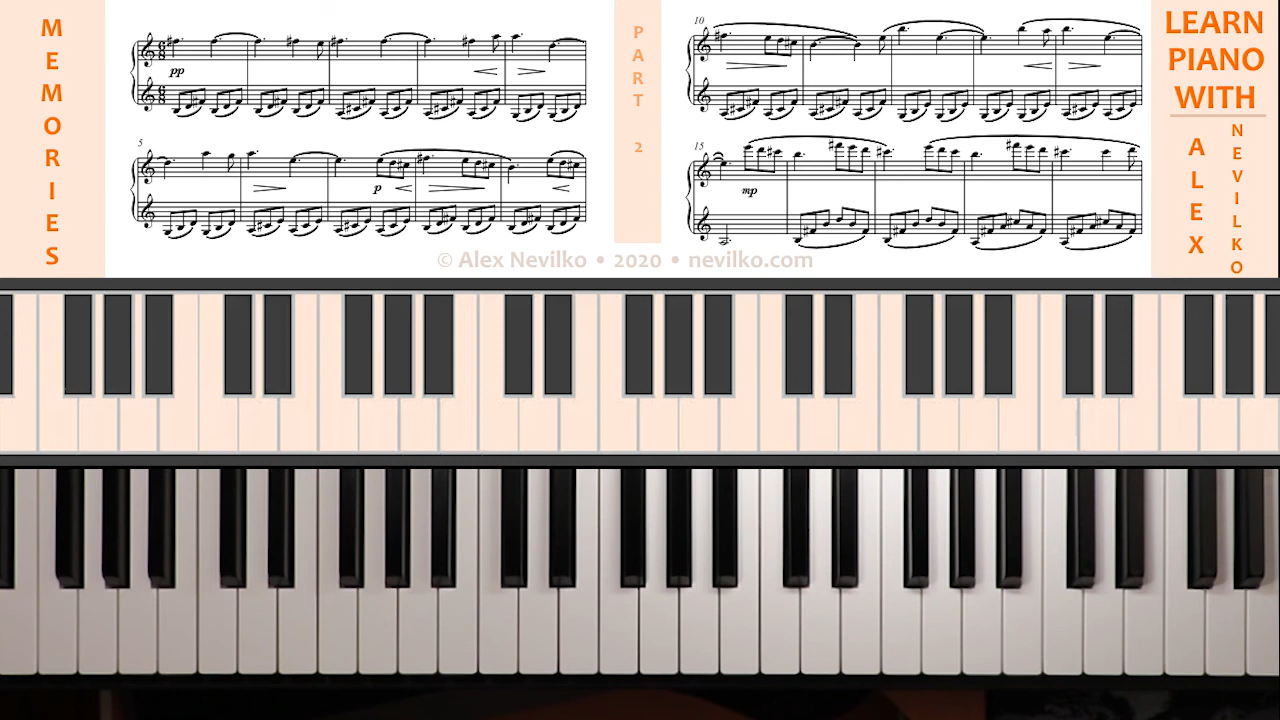 MEMORIES
pp
5
p
PART 2
10
15
mp
LEARN
PIANO
WITH
ALEX
NEVILKO
© Alex Nevilko • 2020 • nevilko.com